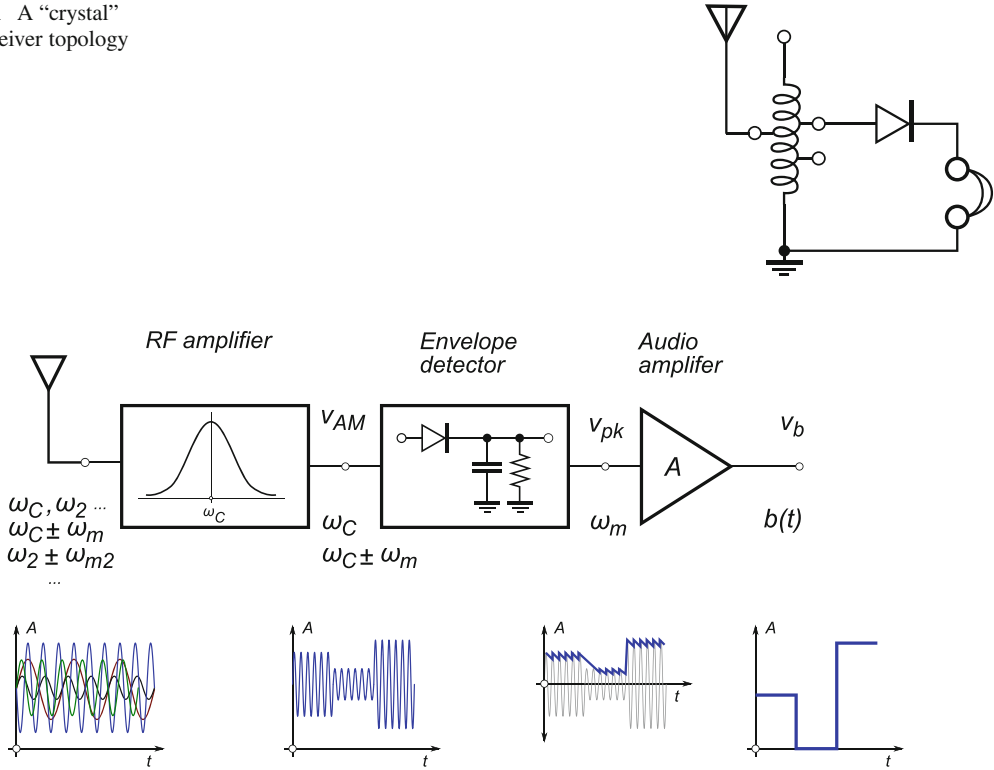 A “crystal”
eiver topology
RF amplifier
Envelope
detector
Audio
amplifer
v_AM
v_pk
v_b
A
ω_C
ω_C , ω_2 ...
ω_C ± ω_m
ω_2 ± ω_m2
...
ω_C
ω_C ± ω_m
ω_m
b(t)
A
t
A
t
A
t
A
t